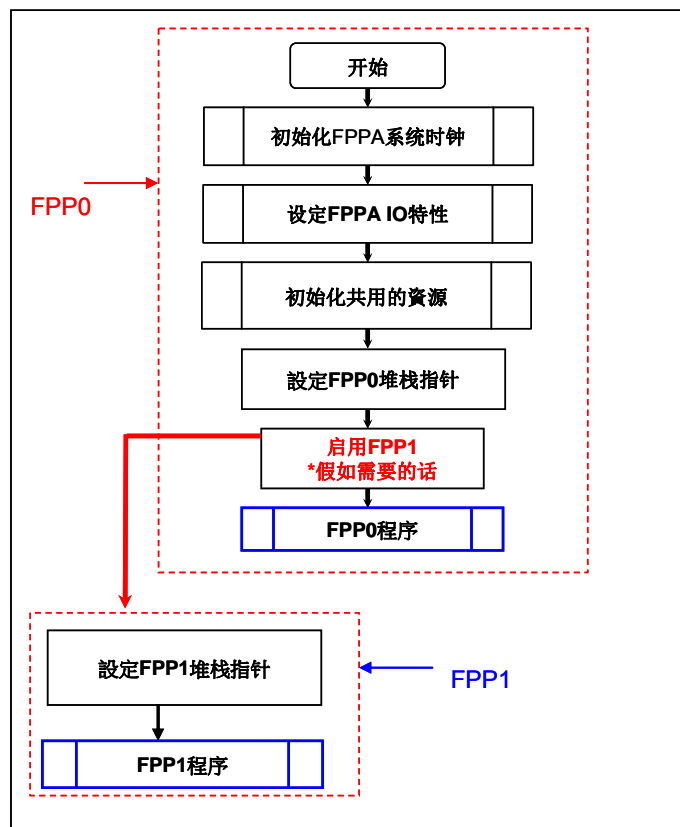 开始
初始化FPPA系统时钟
FPP0
设定FPPA IO特性
初始化共用的資源
設定FPP0堆栈指针
启用FPP1
*假如需要的话
FPP0程序
設定FPP1堆栈指针
FPP1
FPP1程序